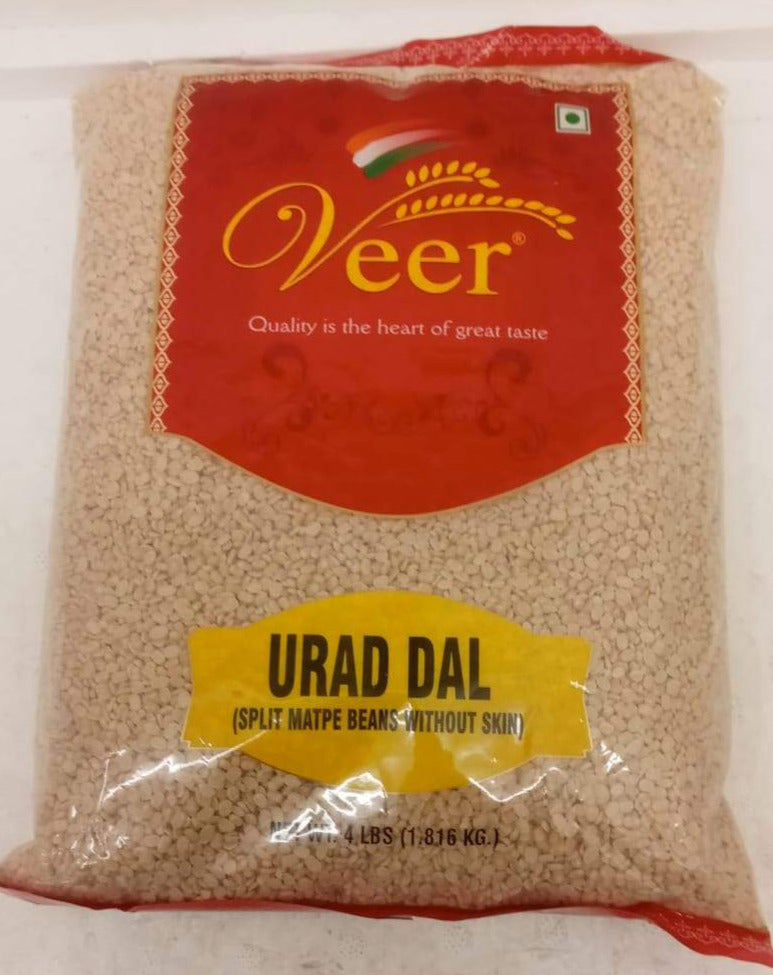 Veer®
Quality is the heart of great taste
URAD DAL
(SPLIT MATPE BEANS WITHOUT SKIN)
NET WT. 4 LBS (1.816 KG.)